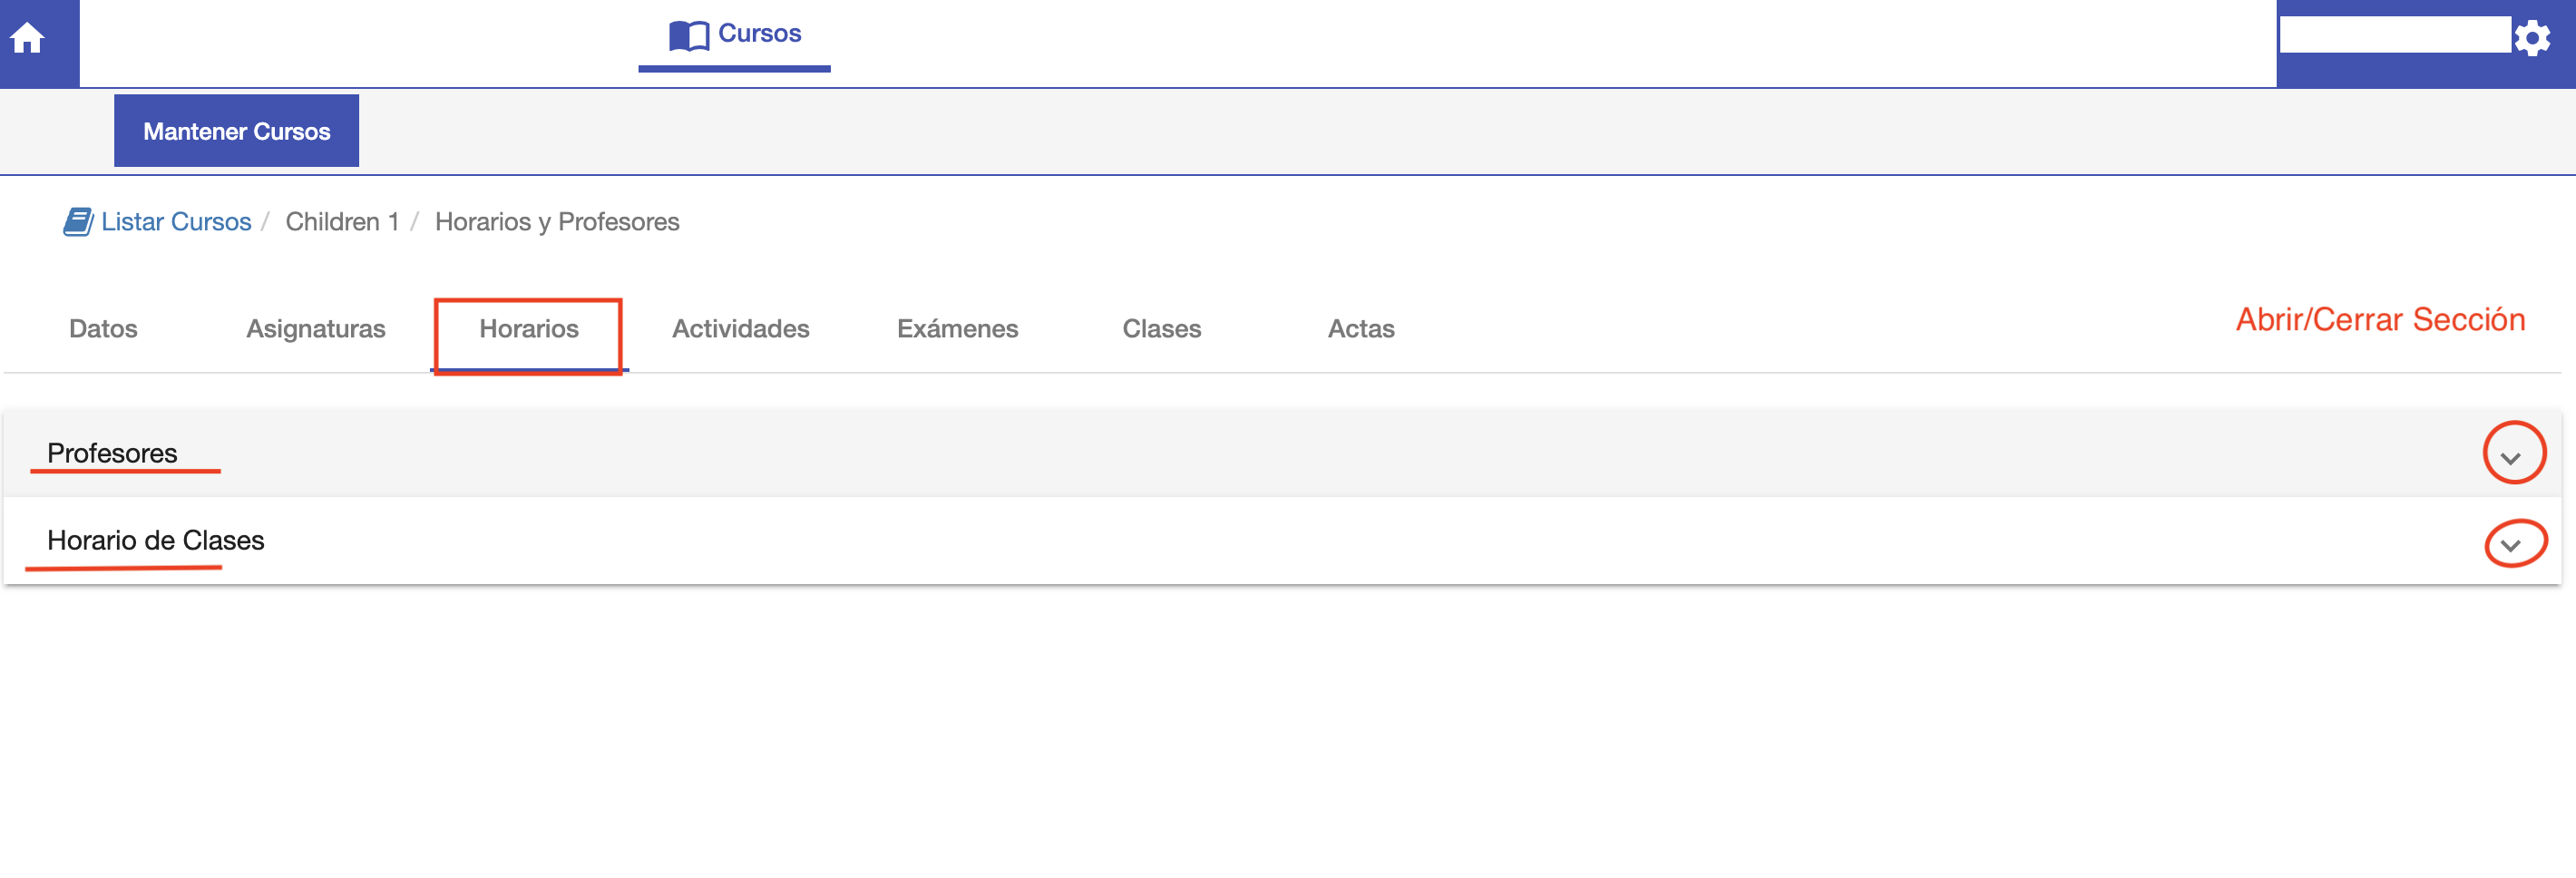 Cursos
Mantener Cursos
Listar Cursos / Children 1 / Horarios y Profesores
Datos Asignaturas Horarios Actividades Exámenes Clases Actas Abrir/Cerrar Sección
Profesores
Horario de Clases